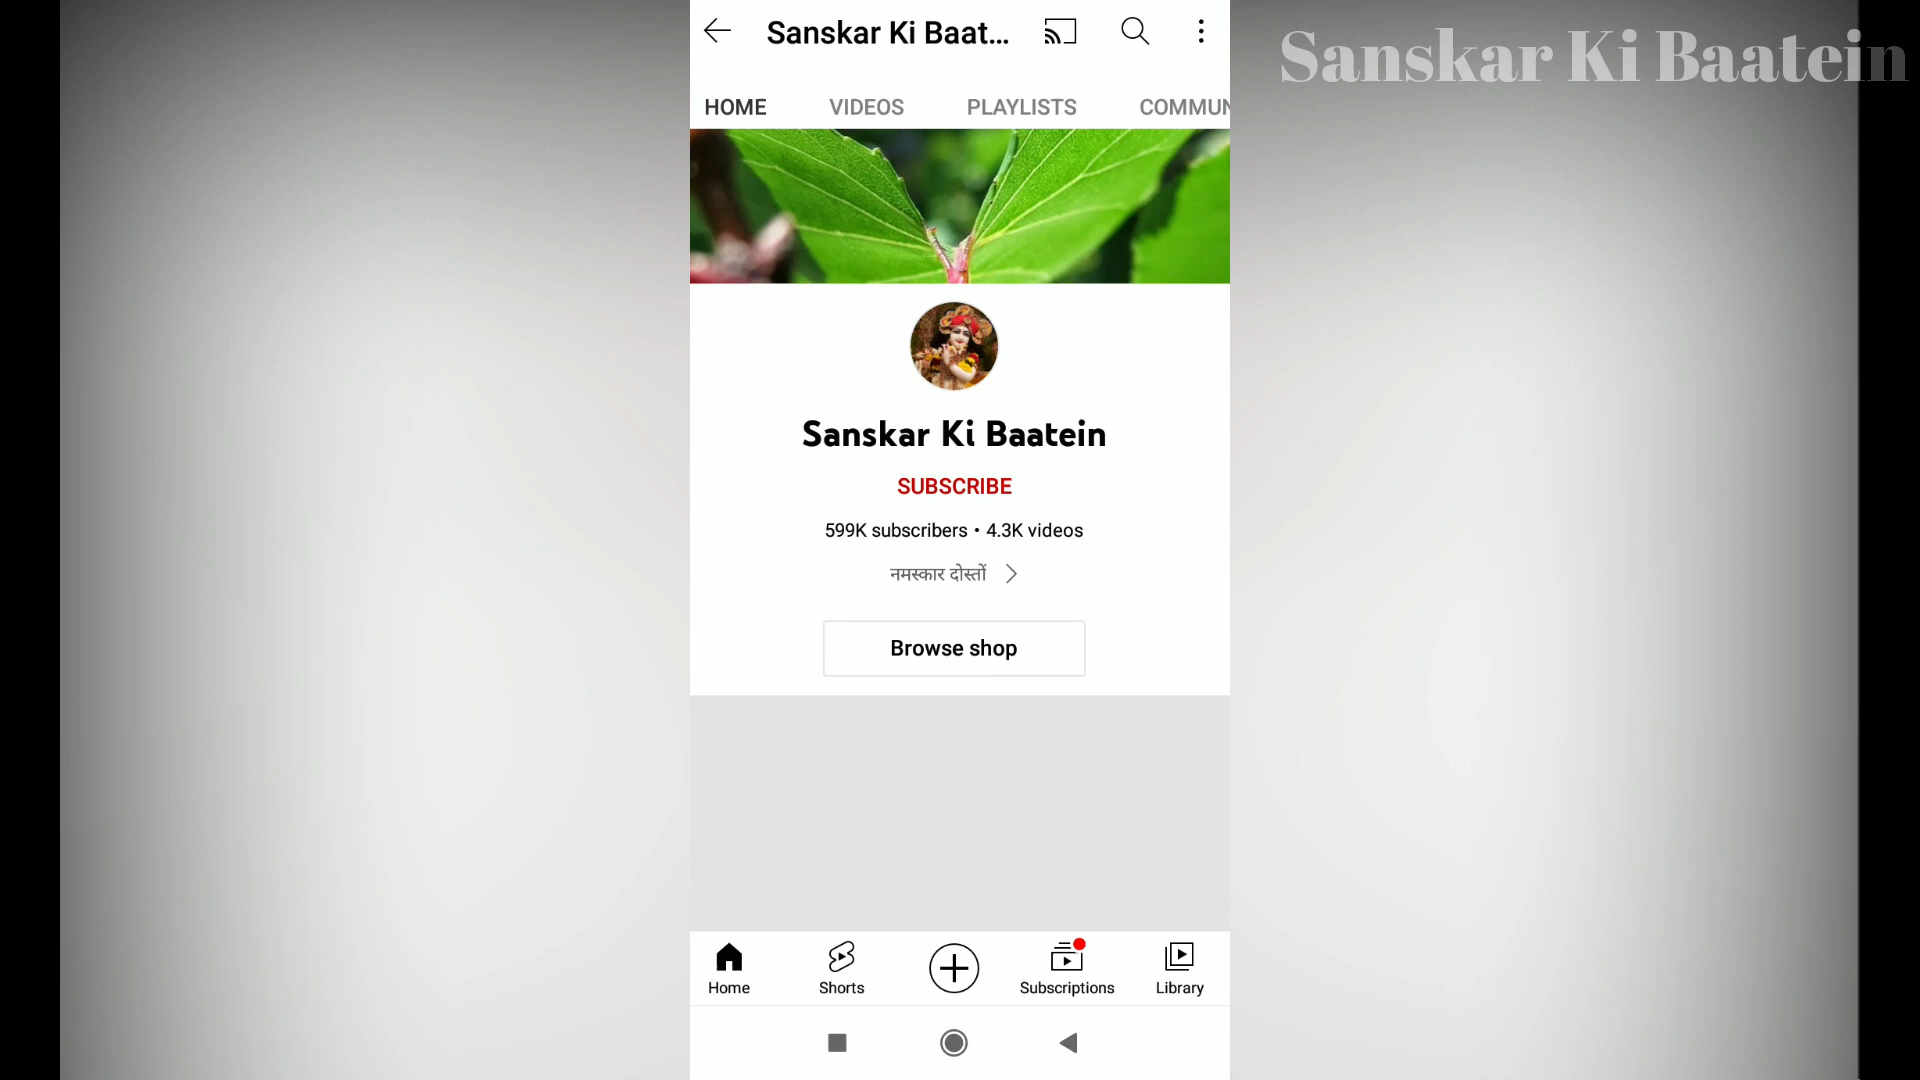 Sanskar Ki Baat...
Sanskar Ki Baatein
HOME VIDEOS PLAYLISTS COMMUN
Sanskar Ki Baatein
SUBSCRIBE
599K subscribers • 4.3K videos
नमस्कार दोस्तों
Browse shop
Home Shorts Subscriptions Library